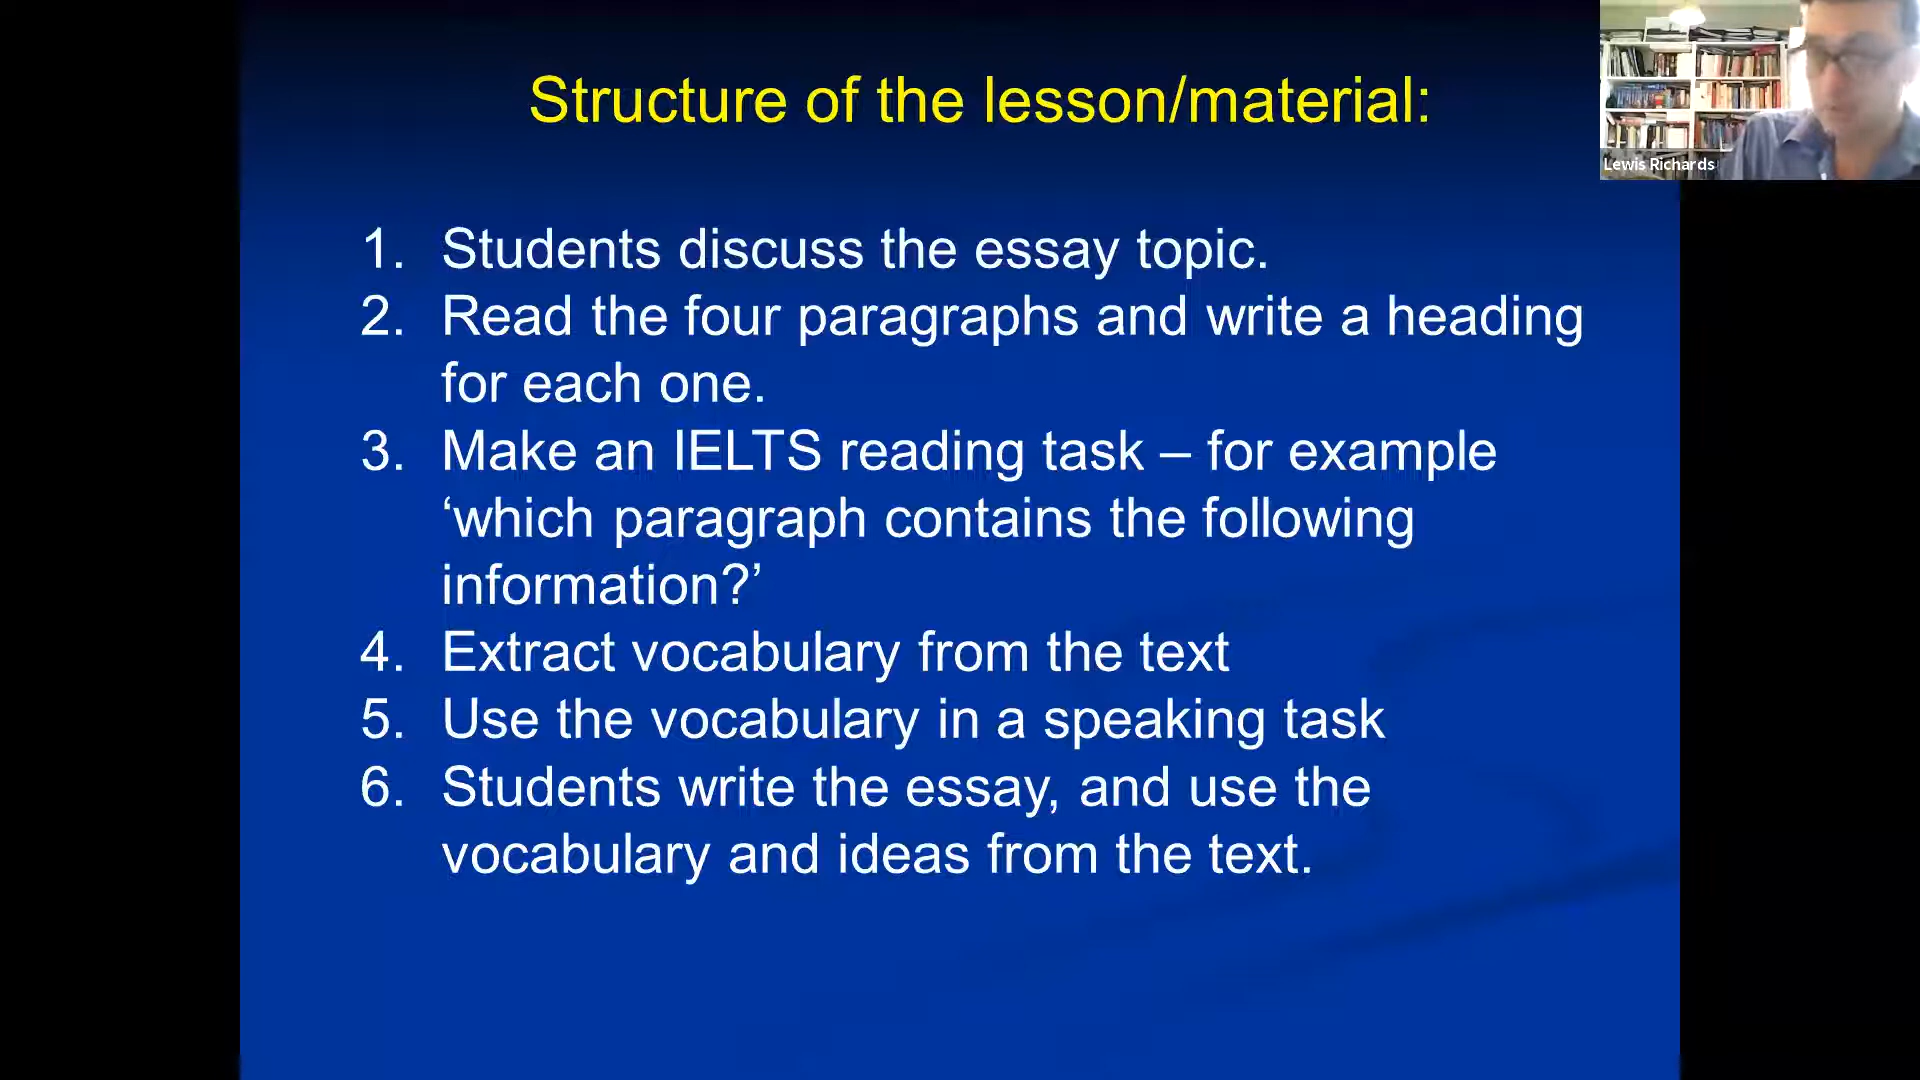 Structure of the lesson/material:
Lewis Richards
1. Students discuss the essay topic.
2. Read the four paragraphs and write a heading
for each one.
3. Make an IELTS reading task – for example
‘which paragraph contains the following
information?’
4. Extract vocabulary from the text
5. Use the vocabulary in a speaking task
6. Students write the essay, and use the
vocabulary and ideas from the text.